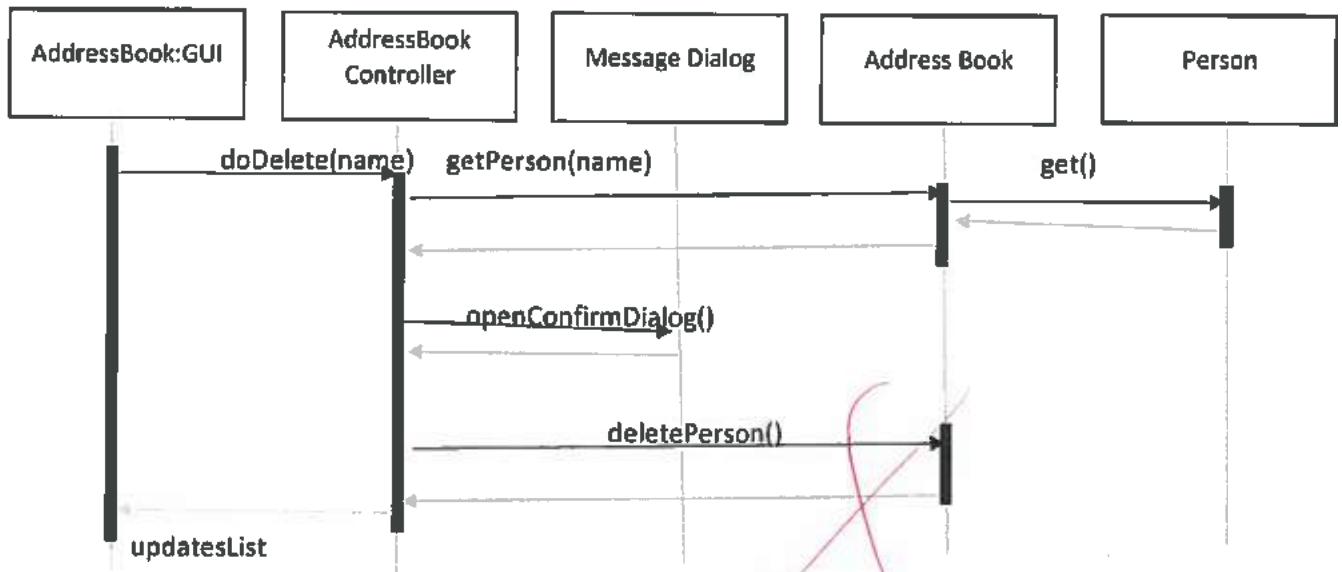 AddressBook:GUI
AddressBook
Controller
Message Dialog
Address Book
Person
doDelete(name)
getPerson(name)
get()
openConfirmDialog()
deletePerson()
updatesList